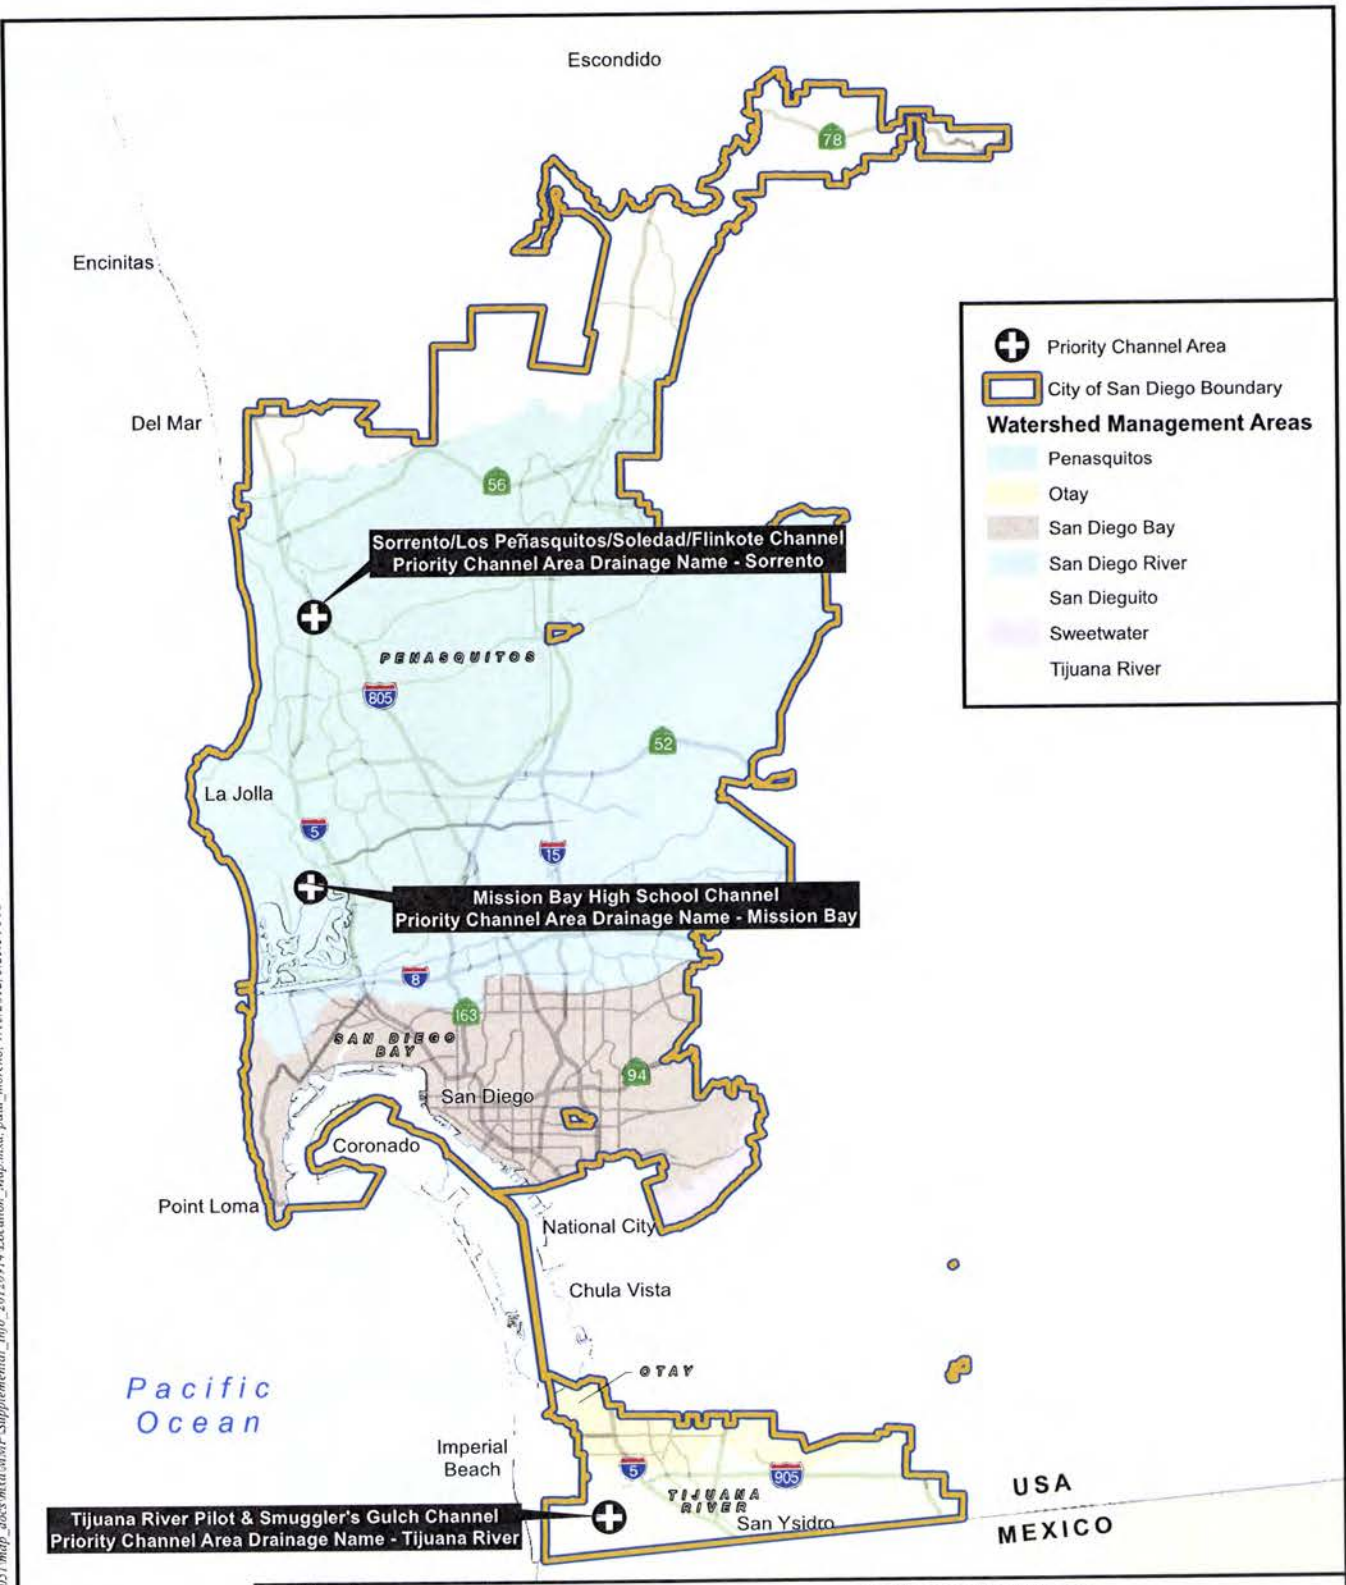 Escondido
78
Encinitas
Priority Channel Area
City of San Diego Boundary
Watershed Management Areas
Penasquitos
Otay
San Diego Bay
San Diego River
San Dieguito
Sweetwater
Tijuana River
Del Mar
56
Sorrento/Los Peñasquitos/Soledad/Flinkote Channel
Priority Channel Area Drainage Name - Sorrento
PENASQUITOS
805
52
La Jolla
5
15
Mission Bay High School Channel
Priority Channel Area Drainage Name - Mission Bay
8
163
SAN DIEGO
BAY
94
San Diego
Coronado
Point Loma
National City
Chula Vista
OTAY
Pacific
Ocean
Imperial
Beach
5
905
TIJUANA
RIVER
San Ysidro
USA
MEXICO
Tijuana River Pilot & Smuggler's Gulch Channel
Priority Channel Area Drainage Name - Tijuana River